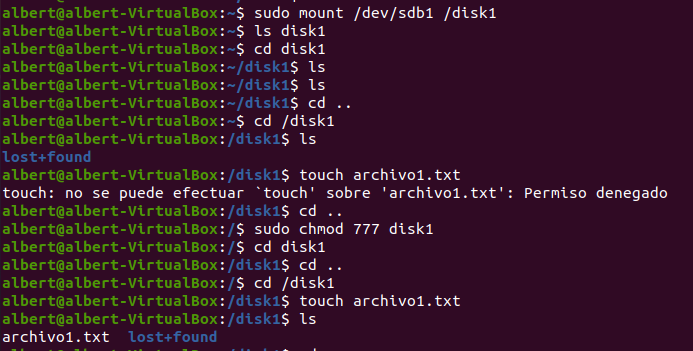 albert@albert-VirtualBox:~$ sudo mount /dev/sdb1 /disk1
albert@albert-VirtualBox:~$ ls disk1
albert@albert-VirtualBox:~$ cd disk1
albert@albert-VirtualBox:~/disk1$ ls
albert@albert-VirtualBox:~/disk1$ ls
albert@albert-VirtualBox:~/disk1$ cd ..
albert@albert-VirtualBox:~$ cd /disk1
albert@albert-VirtualBox:/disk1$ ls
lost+found
albert@albert-VirtualBox:/disk1$ touch archivo1.txt
touch: no se puede efectuar `touch' sobre 'archivo1.txt': Permiso denegado
albert@albert-VirtualBox:/disk1$ cd ..
albert@albert-VirtualBox:/$ sudo chmod 777 disk1
albert@albert-VirtualBox:/$ cd disk1
albert@albert-VirtualBox:/disk1$ cd ..
albert@albert-VirtualBox:/$ cd /disk1
albert@albert-VirtualBox:/disk1$ touch archivo1.txt
albert@albert-VirtualBox:/disk1$ ls
archivo1.txt  lost+found